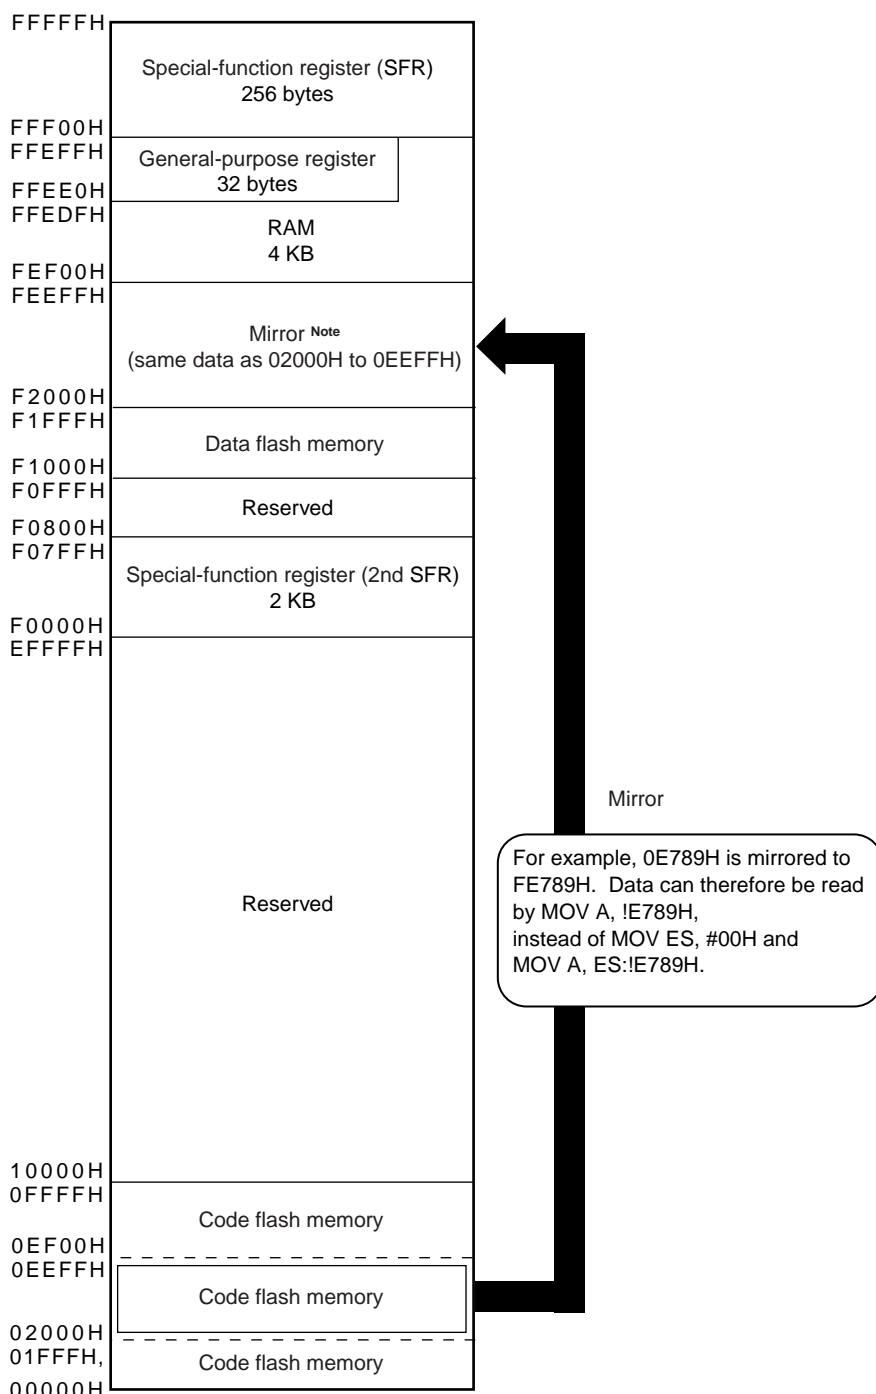 FFFFFH
Special-function register (SFR)
256 bytes
FFF00H
FFEFFH
General-purpose register
32 bytes
FFEE0H
FFEDFH
RAM
4 KB
FEF00H
FEEFFH
Mirror Note
(same data as 02000H to 0EEFFH)
F2000H
F1FFFH
Data flash memory
F1000H
F0FFFH
Reserved
F0800H
F07FFH
Special-function register (2nd SFR)
2 KB
F0000H
EFFFFH
Mirror
For example, 0E789H is mirrored to
FE789H. Data can therefore be read
by MOV A, !E789H,
instead of MOV ES, #00H and
MOV A, ES:!E789H.
Reserved
10000H
0FFFFH
Code flash memory
0EF00H
0EEFFH
Code flash memory
02000H
01FFFH,
Code flash memory
00000H